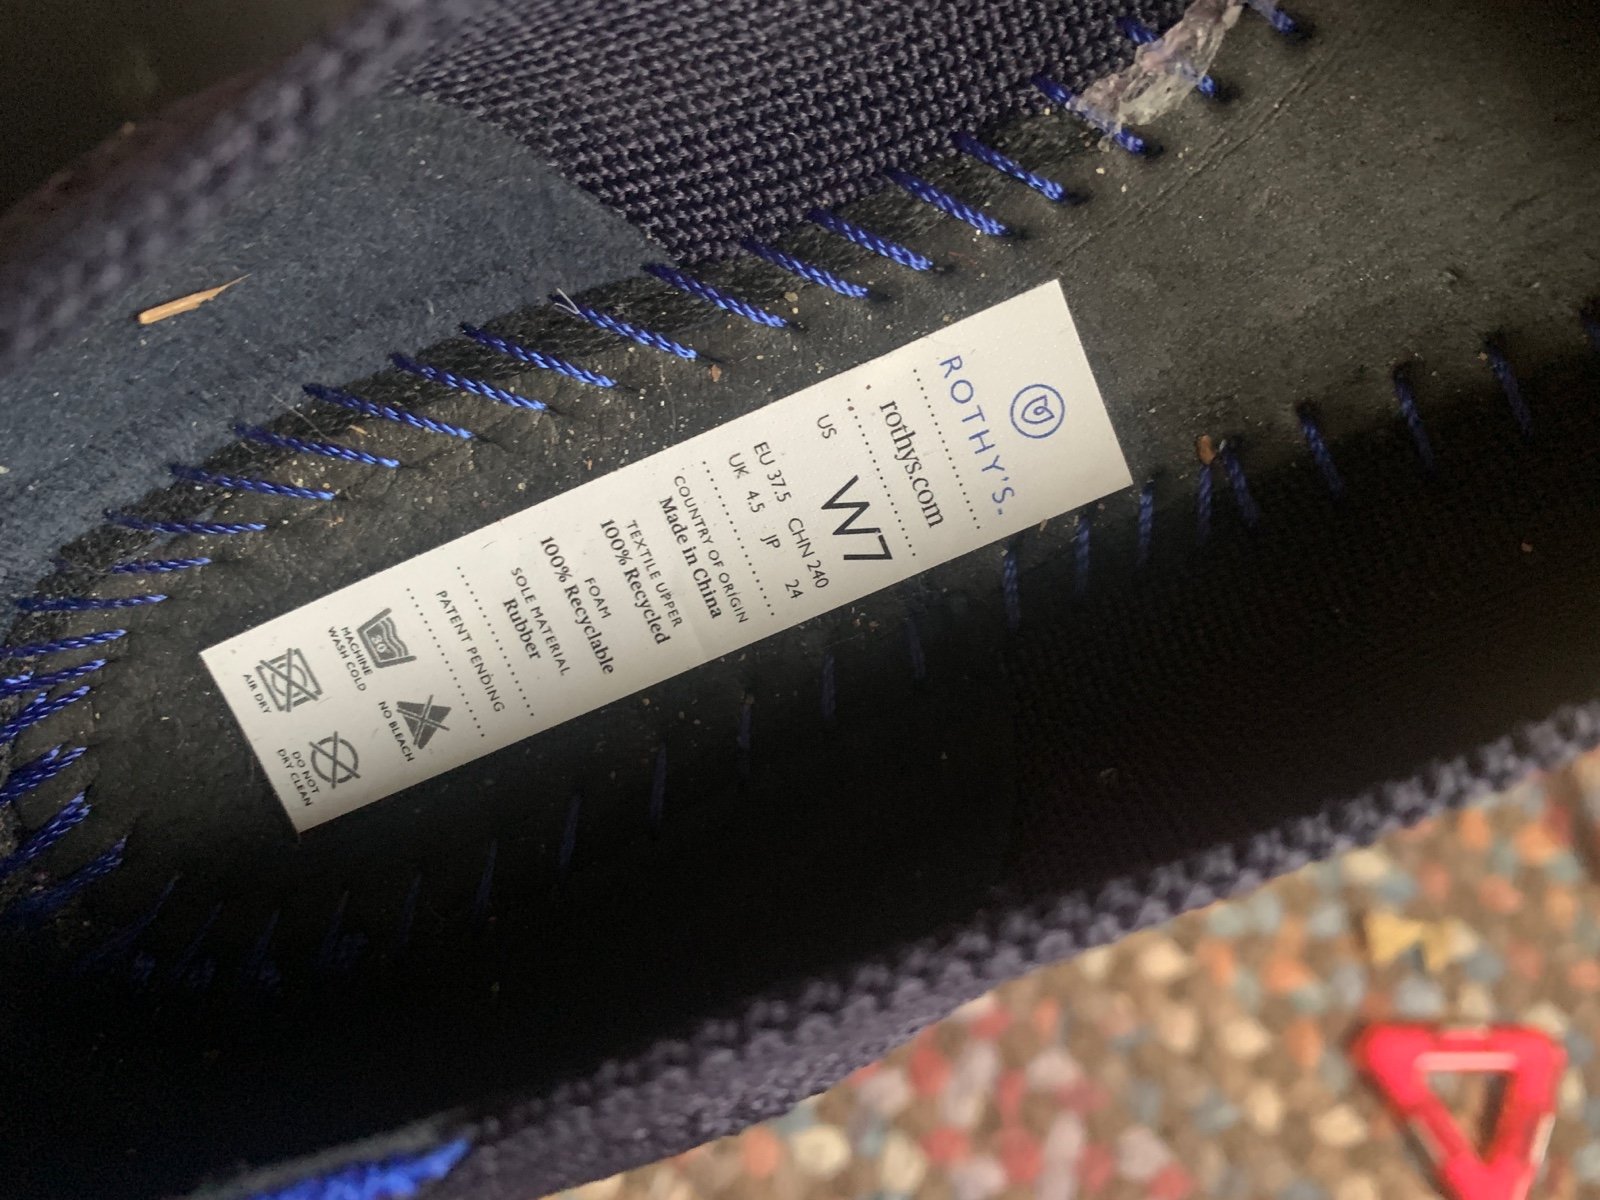 ROTHY'S.
rothys.com
US W7
EU 37.5 CHN 240
UK 4.5 JP 24
COUNTRY OF ORIGIN
Made in China
TEXTILE UPPER
100% Recycled
FOAM
100% Recyclable
SOLE MATERIAL
Rubber
PATENT PENDING
30
MACHINE
WASH COLD
NO BLEACH
AIR DRY
DO NOT
DRY CLEAN